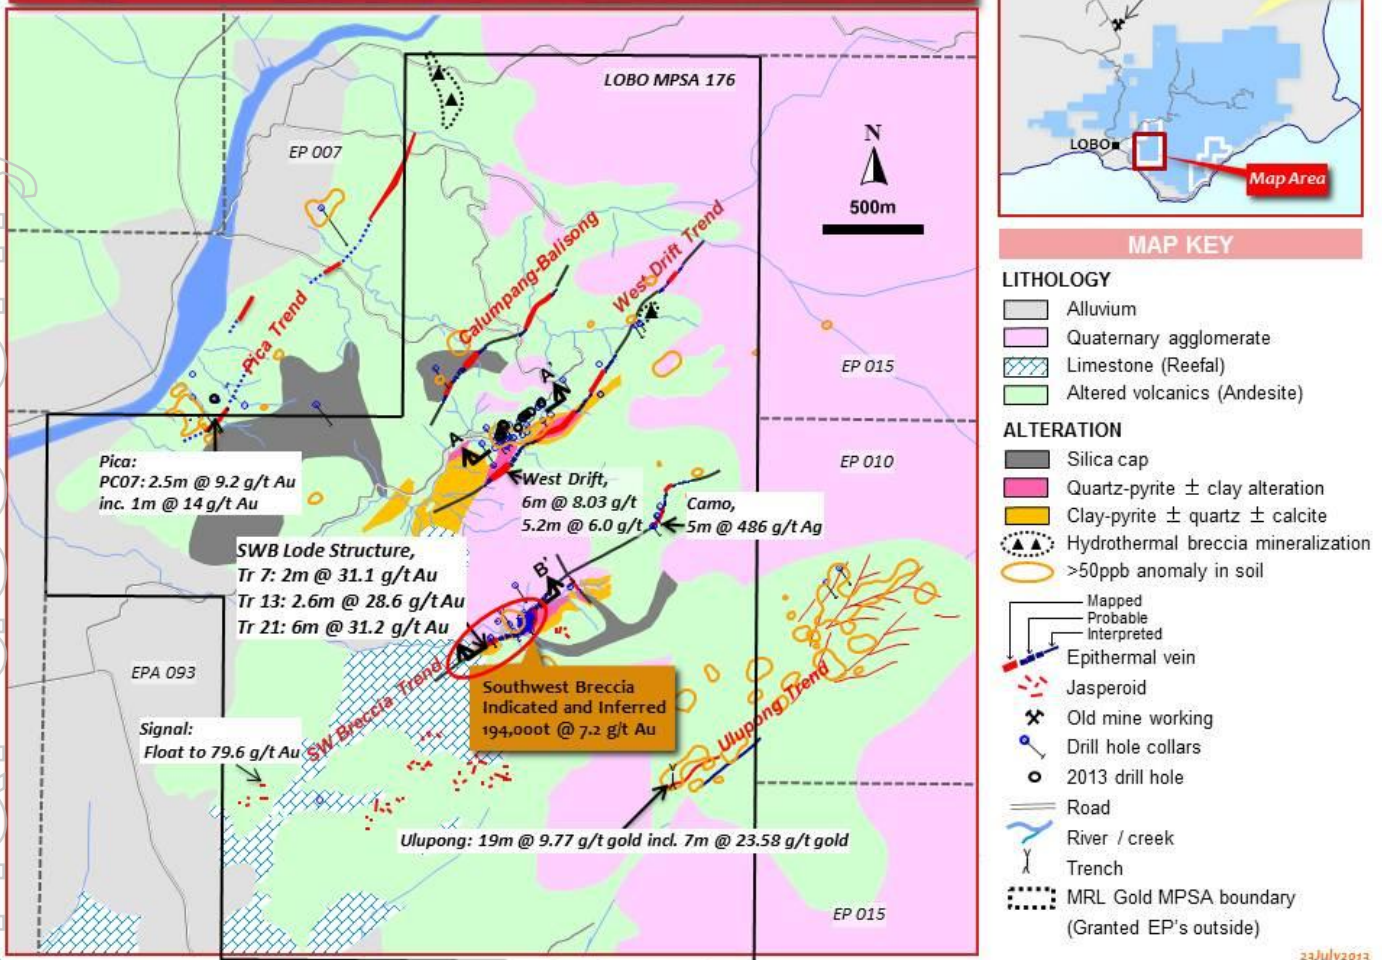 LOBO MPSA 176
EP 007
N
500m
Calumpang-Balisong
West Drift Trend
Pica Trend
EP 015
A'
A
EP 010
Pica:
PC07: 2.5m @ 9.2 g/t Au
inc. 1m @ 14 g/t Au
West Drift,
6m @ 8.03 g/t
5.2m @ 6.0 g/t
Camo,
5m @ 486 g/t Ag
SWB Lode Structure,
Tr 7: 2m @ 31.1 g/t Au
Tr 13: 2.6m @ 28.6 g/t Au
Tr 21: 6m @ 31.2 g/t Au
B'
EPA 093
SW Breccia Trend
Southwest Breccia
Indicated and Inferred
194,000t @ 7.2 g/t Au
Ulupong Trend
Signal:
Float to 79.6 g/t Au
Ulupong: 19m @ 9.77 g/t gold incl. 7m @ 23.58 g/t gold
EP 015
LOBO
Map Area
MAP KEY
LITHOLOGY
Alluvium
Quaternary agglomerate
Limestone (Reefal)
Altered volcanics (Andesite)
ALTERATION
Silica cap
Quartz-pyrite ± clay alteration
Clay-pyrite ± quartz ± calcite
Hydrothermal breccia mineralization
>50ppb anomaly in soil
Mapped
Probable
Interpreted
Epithermal vein
Jasperoid
Old mine working
Drill hole collars
2013 drill hole
Road
River / creek
Trench
MRL Gold MPSA boundary
(Granted EP's outside)
23July2013